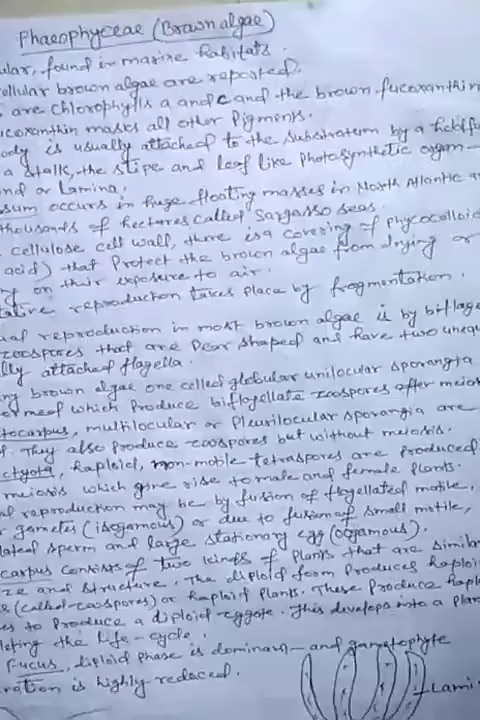 Phaeophyceae (Brown algae)
ular, found in marine habitats.
ellular brown algae are reported.
are Chlorophylls a and c and the brown fucoxanthin
ucoxanthin masks all other Pigments.
ody is usually attached to the substratum by a holdfa
a stalk, the stipe and leaf like Photosynthetic organ -
nd or Lamina.
sum occurs in huge floating masses in North Atlantic a
thousands of hectares called Sargasso seas.
cellulose cell wall, there is a covering of phycocolloid
acid) that Protect the brown algae from drying or
g on their exposure to air.
tative reproduction takes place by fragmentation.
ual reproduction in most brown algae is by biflage
zoospores that are Pear Shaped and have two unequ
lly attached flagella.
ny brown algae one celled globular unilocular sporangia
ormed which Produce biflagellate zoospores after meios
tocarpus, multilocular or Pleurilocular sporangia are
. They also Produce zoospores but without meiosis.
ctyota, haploid, non-motile tetraspores are Produced
meiosis which give rise to male and female Plants.
al reproduction may be by fusion of flagellated motile,
r gametes (isogamous) or due to fusion of small motile,
lated sperm and large stationary egg (oogamous).
carpus consists of two kinds of Plants that are similar
ze and structure. The diploid form Produces haploi
s (called-zoospores) or haploid Plants. These Produce hapl
es to Produce a diploid zygote. This develops into a Plan
leting the life-cycle.
Fucus, diploid phase is dominant and gametophyte
ration is highly reduced.
Lami